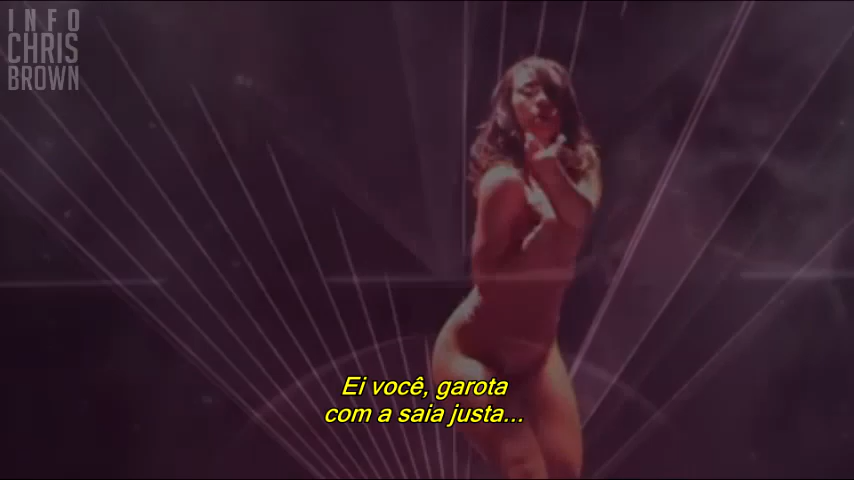 INFO
CHRIS
BROWN
Ei você, garota
com a saia justa...